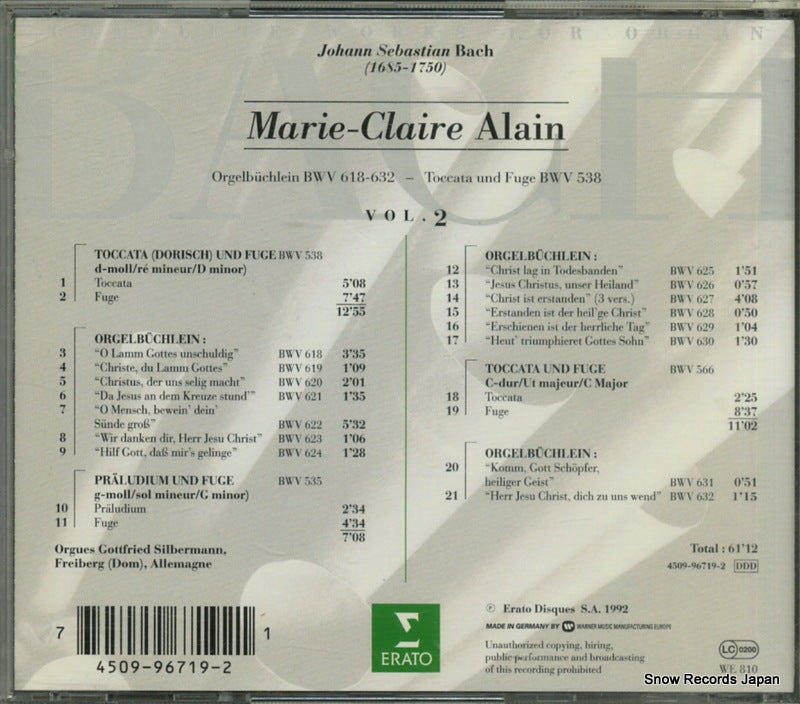 COMPLETE WORKS FOR ORGAN
BACH
Johann Sebastian Bach
(1685-1750)
Marie-Claire Alain
Orgelbüchlein BWV 618-632 – Toccata und Fuge BWV 538
VOL. 2
TOCCATA (DORISCH) UND FUGE BWV 538
d-moll/ré mineur/D minor)
1 Toccata 5'08
2 Fuge 7'47
12'55
ORGELBÜCHLEIN :
3 "O Lamm Gottes unschuldig" BWV 618 3'35
4 "Christe, du Lamm Gottes" BWV 619 1'09
5 "Christus, der uns selig macht" BWV 620 2'01
6 "Da Jesus an dem Kreuze stund'" BWV 621 1'35
7 "O Mensch, bewein' dein'
Sünde groß" BWV 622 5'32
8 "Wir danken dir, Herr Jesu Christ" BWV 623 1'06
9 "Hilf Gott, daß mir's gelinge" BWV 624 1'28
PRÄLUDIUM UND FUGE BWV 535
g-moll/sol mineur/G minor)
10 Präludium 2'34
11 Fuge 4'34
7'08
Orgues Gottfried Silbermann,
Freiberg (Dom), Allemagne
ORGELBÜCHLEIN :
12 "Christ lag in Todesbanden" BWV 625 1'51
13 "Jesus Christus, unser Heiland" BWV 626 0'57
14 "Christ ist erstanden" (3 vers.) BWV 627 4'08
15 "Erstanden ist der heil'ge Christ" BWV 628 0'50
16 "Erschienen ist der herrliche Tag" BWV 629 1'04
17 "Heut' triumphieret Gottes Sohn" BWV 630 1'30
TOCCATA UND FUGE BWV 566
C-dur/Ut majeur/C Major
18 Toccata 2'25
19 Fuge 8'37
11'02
ORGELBÜCHLEIN :
20 "Komm, Gott Schöpfer,
heiliger Geist" BWV 631 0'51
21 "Herr Jesu Christ, dich zu uns wend" BWV 632 1'15
Total : 61'12
4509-96719-2 DDD
7 4509-96719-2 1
ERATO
℗ Erato Disques S.A. 1992
MADE IN GERMANY BY WARNER MUSIC MANUFACTURING EUROPE
Unauthorized copying, hiring,
public performance and broadcasting
of this recording prohibited
LC 0200
WE 810
Snow Records Japan